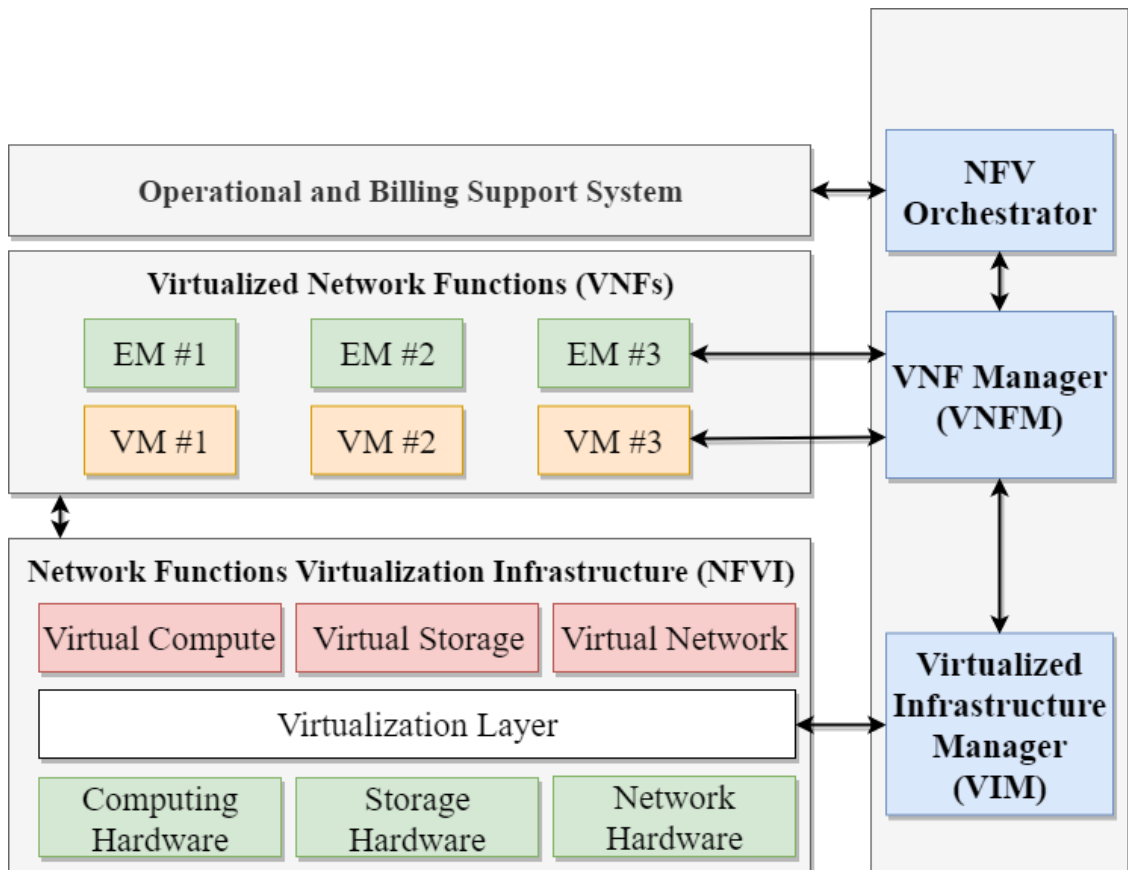 Operational and Billing Support System
NFV
Orchestrator
Virtualized Network Functions (VNFs)
EM #1
EM #2
EM #3
VM #1
VM #2
VM #3
VNF Manager
(VNFM)
Network Functions Virtualization Infrastructure (NFVI)
Virtual Compute
Virtual Storage
Virtual Network
Virtualization Layer
Computing
Hardware
Storage
Hardware
Network
Hardware
Virtualized
Infrastructure
Manager
(VIM)